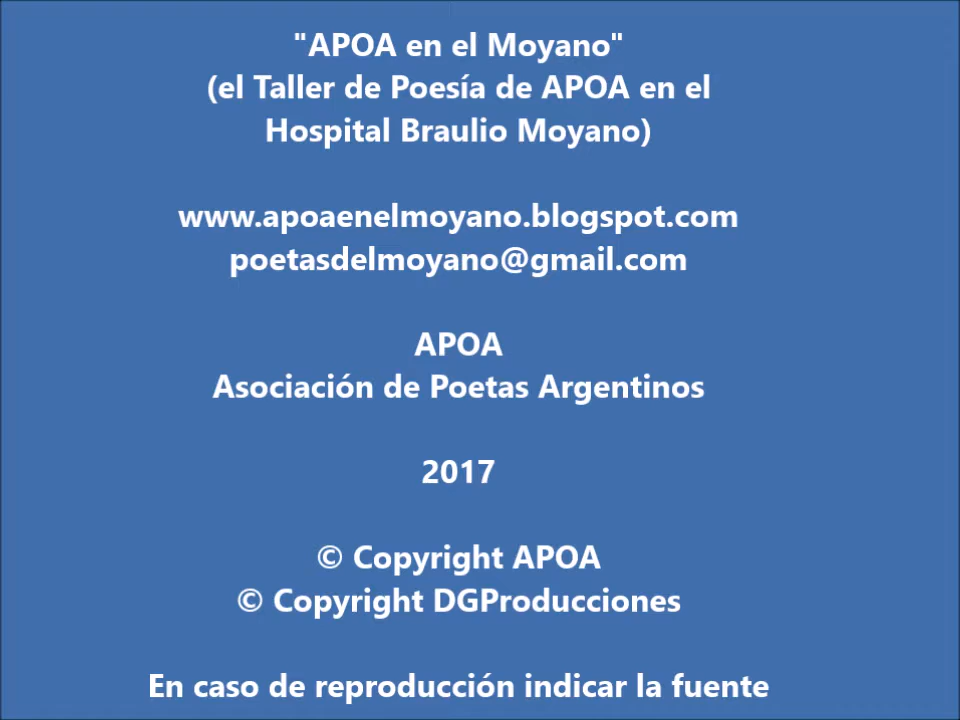 "APOA en el Moyano"
(el Taller de Poesía de APOA en el
Hospital Braulio Moyano)
www.apoaenelmoyano.blogspot.com
poetasdelmoyano@gmail.com
APOA
Asociación de Poetas Argentinos
2017
© Copyright APOA
© Copyright DGProducciones
En caso de reproducción indicar la fuente